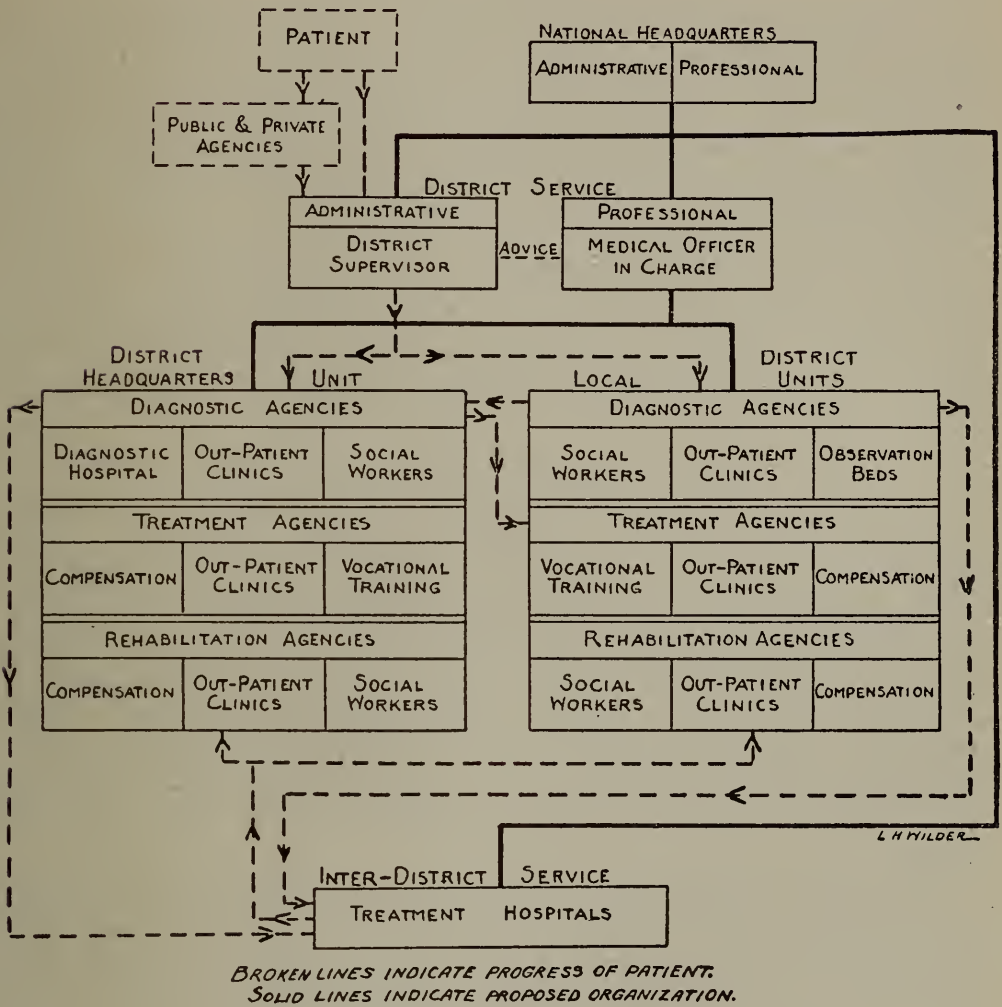 PATIENT
NATIONAL HEADQUARTERS
ADMINISTRATIVE PROFESSIONAL
PUBLIC & PRIVATE
AGENCIES
DISTRICT SERVICE
ADMINISTRATIVE
DISTRICT
SUPERVISOR
ADVICE
PROFESSIONAL
MEDICAL OFFICER
IN CHARGE
DISTRICT
HEADQUARTERS UNIT
DIAGNOSTIC AGENCIES
DIAGNOSTIC
HOSPITAL
OUT-PATIENT
CLINICS
SOCIAL
WORKERS
TREATMENT AGENCIES
COMPENSATION
OUT-PATIENT
CLINICS
VOCATIONAL
TRAINING
REHABILITATION AGENCIES
COMPENSATION
OUT-PATIENT
CLINICS
SOCIAL
WORKERS
DISTRICT
LOCAL UNITS
DIAGNOSTIC AGENCIES
SOCIAL
WORKERS
OUT-PATIENT
CLINICS
OBSERVATION
BEDS
TREATMENT AGENCIES
VOCATIONAL
TRAINING
OUT-PATIENT
CLINICS
COMPENSATION
REHABILITATION AGENCIES
SOCIAL
WORKERS
OUT-PATIENT
CLINICS
COMPENSATION
L H WILDER
INTER-DISTRICT SERVICE
TREATMENT HOSPITALS
BROKEN LINES INDICATE PROGRESS OF PATIENT.
SOLID LINES INDICATE PROPOSED ORGANIZATION.